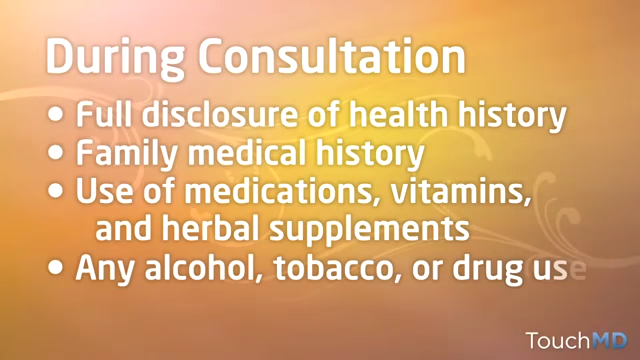 During Consultation
• Full disclosure of health history
• Family medical history
• Use of medications, vitamins,
and herbal supplements
• Any alcohol, tobacco, or drug use
TouchMD